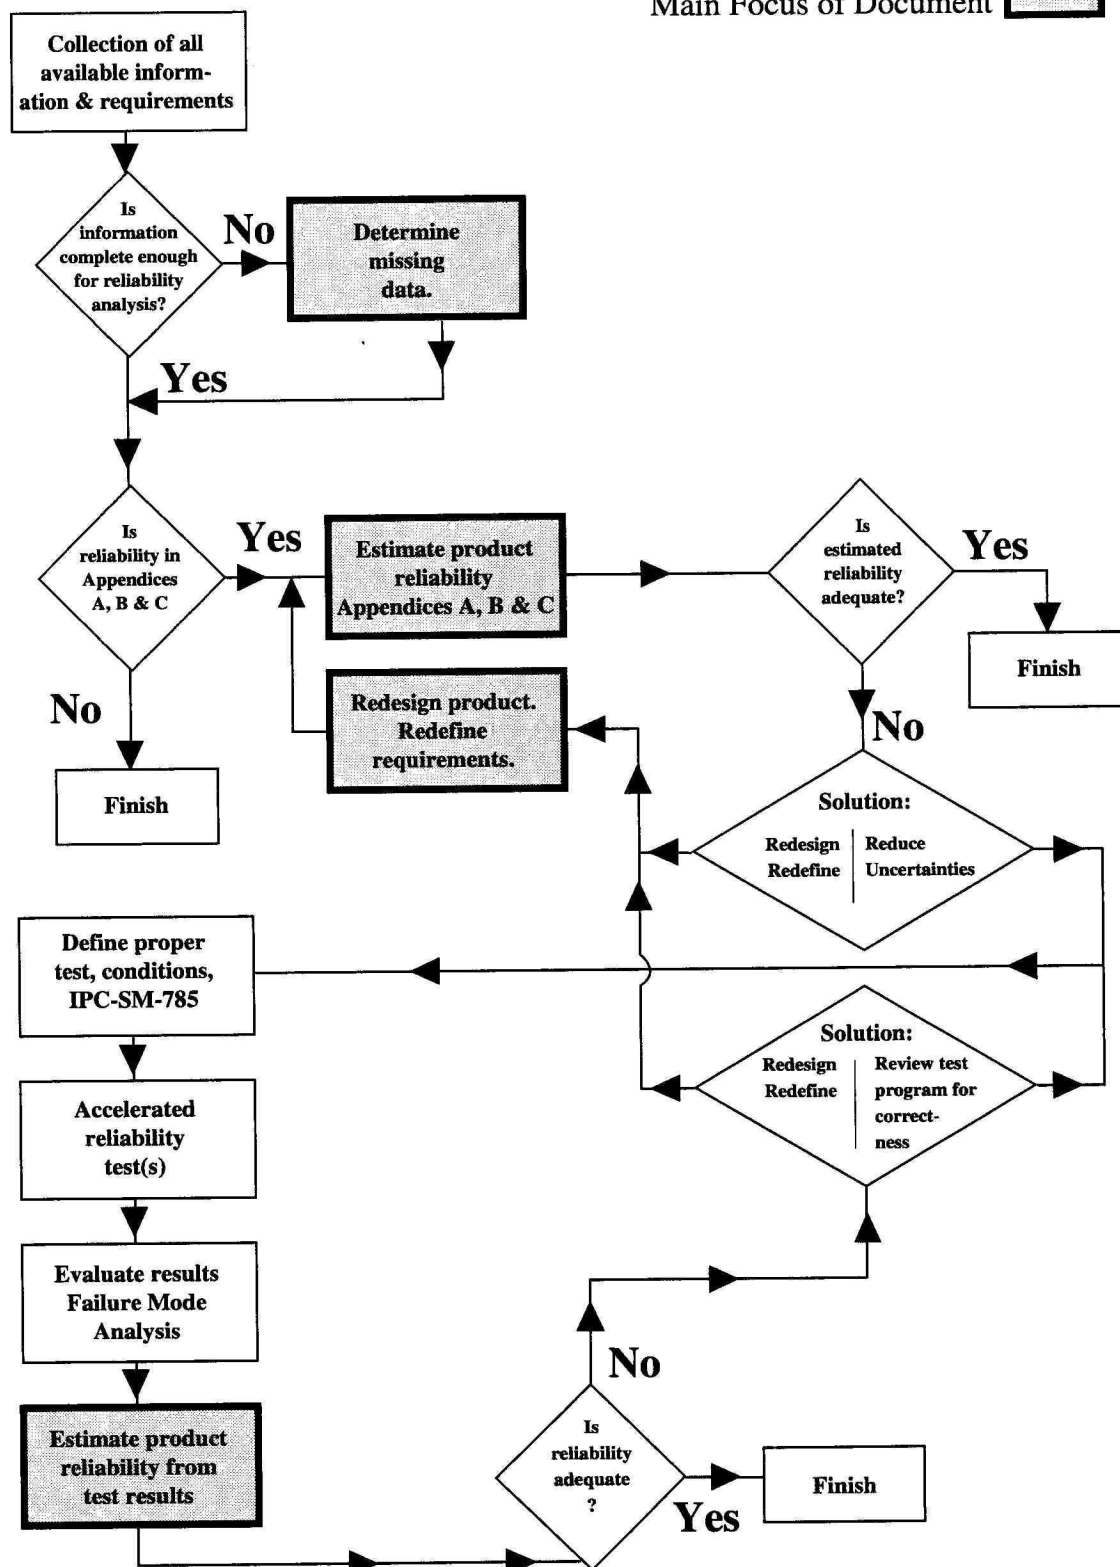 Main Focus of Document
Collection of all
available inform-
ation & requirements
Is
information
complete enough
for reliability
analysis?
No
Determine
missing
data.
Yes
Is
reliability in
Appendices
A, B & C
Yes
Estimate product
reliability
Appendices A, B & C
Is
estimated
reliability
adequate?
Yes
Finish
No
Redesign product.
Redefine
requirements.
No
Finish
Solution:
Redesign
Redefine
Reduce
Uncertainties
Define proper
test, conditions,
IPC-SM-785
Solution:
Redesign
Redefine
Review test
program for
correct-
ness
Accelerated
reliability
test(s)
Evaluate results
Failure Mode
Analysis
No
Estimate product
reliability from
test results
Is
reliability
adequate
?
Yes
Finish